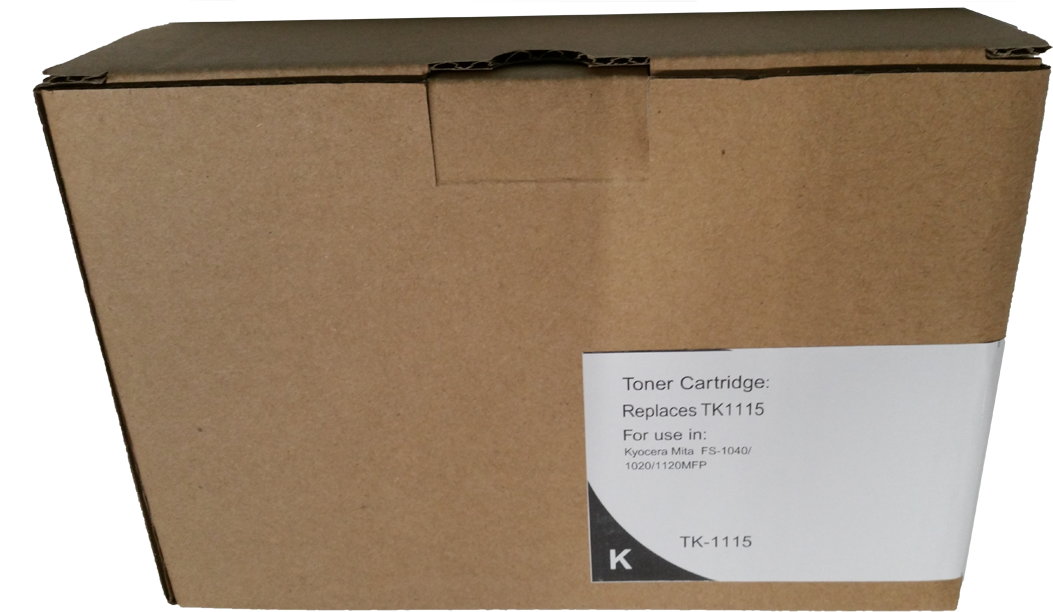 Toner Cartridge:
Replaces TK1115
For use in:
Kyocera Mita FS-1040/
1020/1120MFP
TK-1115
K